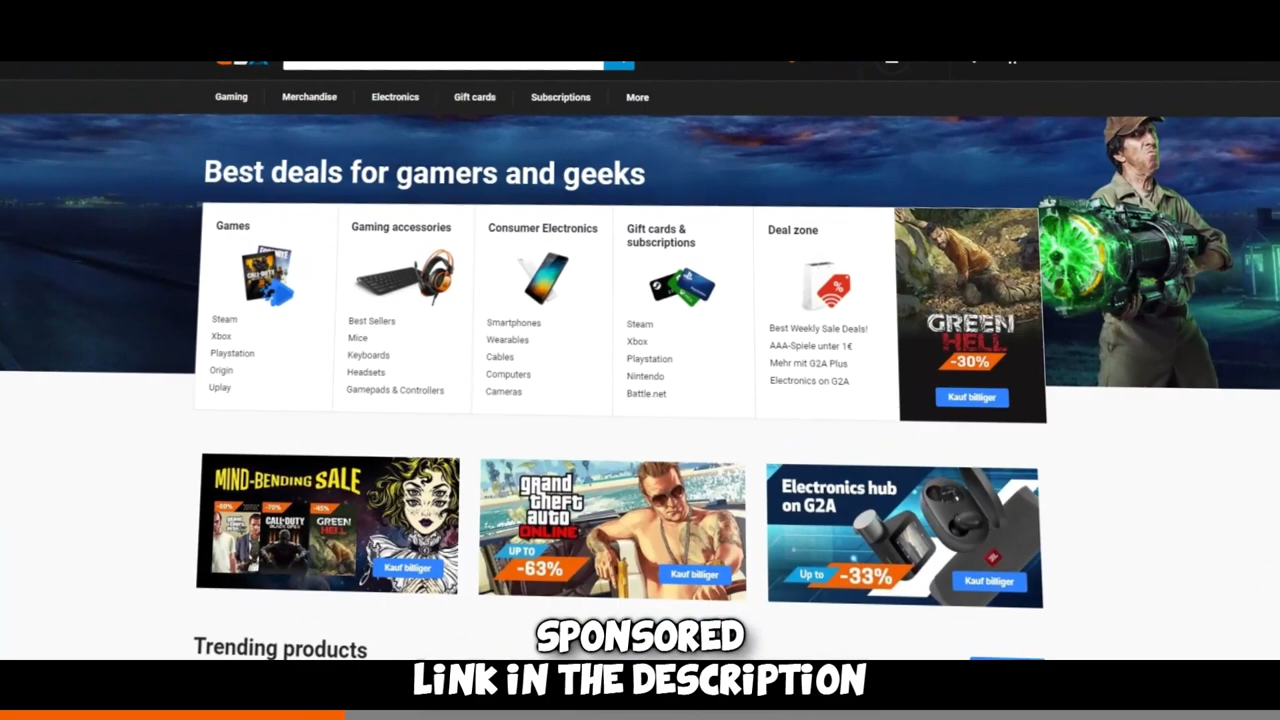 Gaming
Merchandise
Electronics
Gift cards
Subscriptions
More
Best deals for gamers and geeks
Games
Steam
Xbox
Playstation
Origin
Uplay
Gaming accessories
Best Sellers
Mice
Keyboards
Headsets
Gamepads & Controllers
Consumer Electronics
Smartphones
Wearables
Cables
Computers
Cameras
Gift cards &
subscriptions
Steam
Xbox
Playstation
Nintendo
Battle.net
Deal zone
%
Best Weekly Sale Deals!
AAA-Spiele unter 1€
Mehr mit G2A Plus
Electronics on G2A
GREEN
HELL
-30%
Kauf billiger
MIND-BENDING SALE
-80%
-70%
-45%
CALL·DUTY
GREEN
HELL
Kauf billiger
grand
theft
auto
ONLINE
UP TO
-63%
Kauf billiger
Electronics hub
on G2A
Up to
-33%
Kauf billiger
Trending products
SPONSORED
LINK IN THE DESCRIPTION